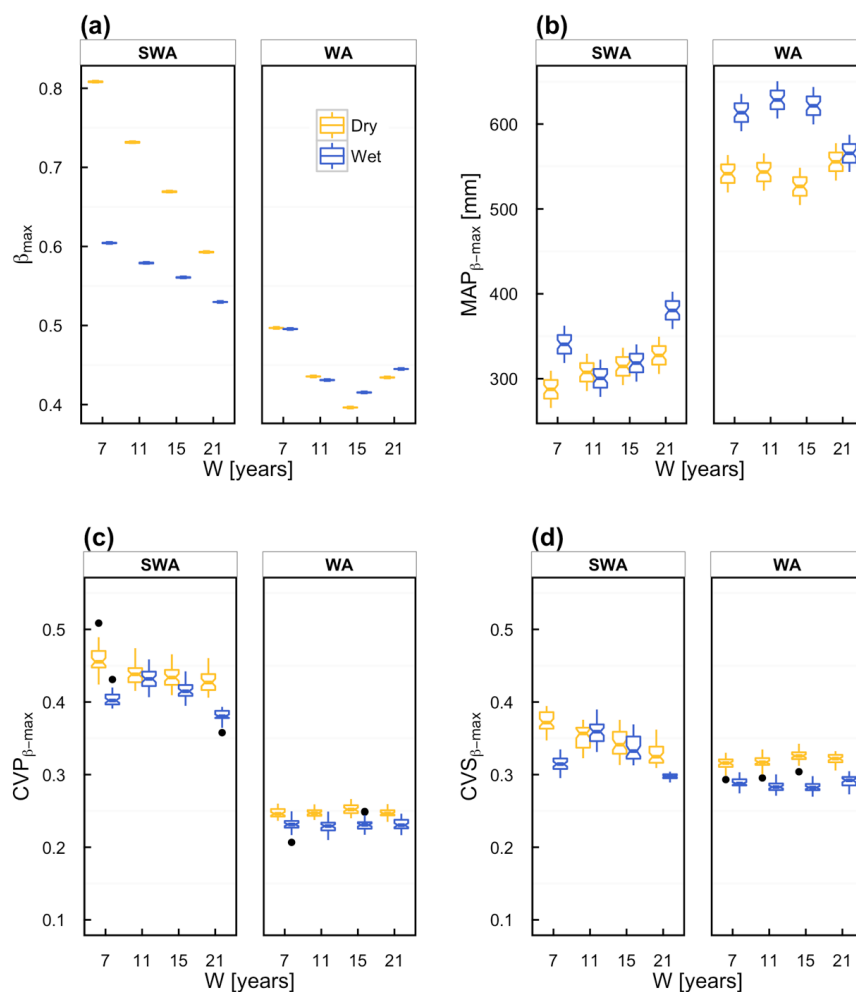 (a)
SWA
WA
0.8
0.7
0.6
0.5
0.4
βmax
Dry
Wet
7 11 15 21
7 11 15 21
W [years]
(b)
SWA
WA
600
500
400
300
MAPβ−max [mm]
7 11 15 21
7 11 15 21
W [years]
(c)
SWA
WA
0.5
0.4
0.3
0.2
0.1
CVPβ−max
7 11 15 21
7 11 15 21
W [years]
(d)
SWA
WA
0.5
0.4
0.3
0.2
0.1
CVSβ−max
7 11 15 21
7 11 15 21
W [years]